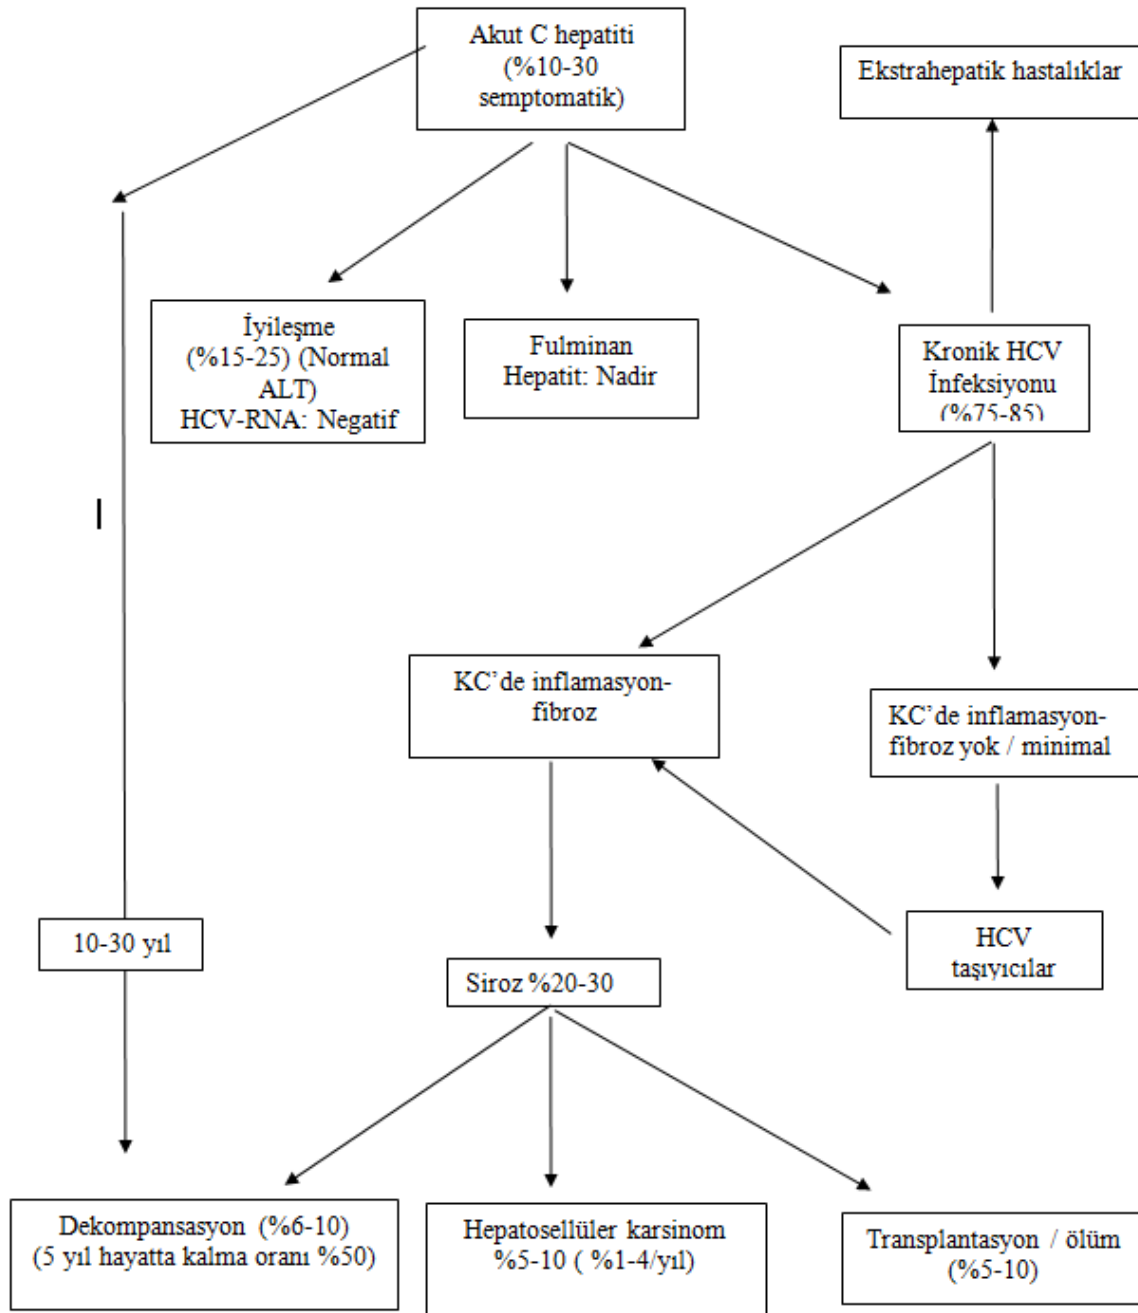 Akut C hepatiti
(%10-30
semptomatik)
Ekstrahepatik hastalıklar
İyileşme
(%15-25) (Normal
ALT)
HCV-RNA: Negatif
Fulminan
Hepatit: Nadir
Kronik HCV
İnfeksiyonu
(%75-85)
KC’de inflamasyon-
fibroz
KC’de inflamasyon-
fibroz yok / minimal
10-30 yıl
HCV
taşıyıcılar
Siroz %20-30
Dekompansasyon (%6-10)
(5 yıl hayatta kalma oranı %50)
Hepatosellüler karsinom
%5-10 ( %1-4/yıl)
Transplantasyon / ölüm
(%5-10)